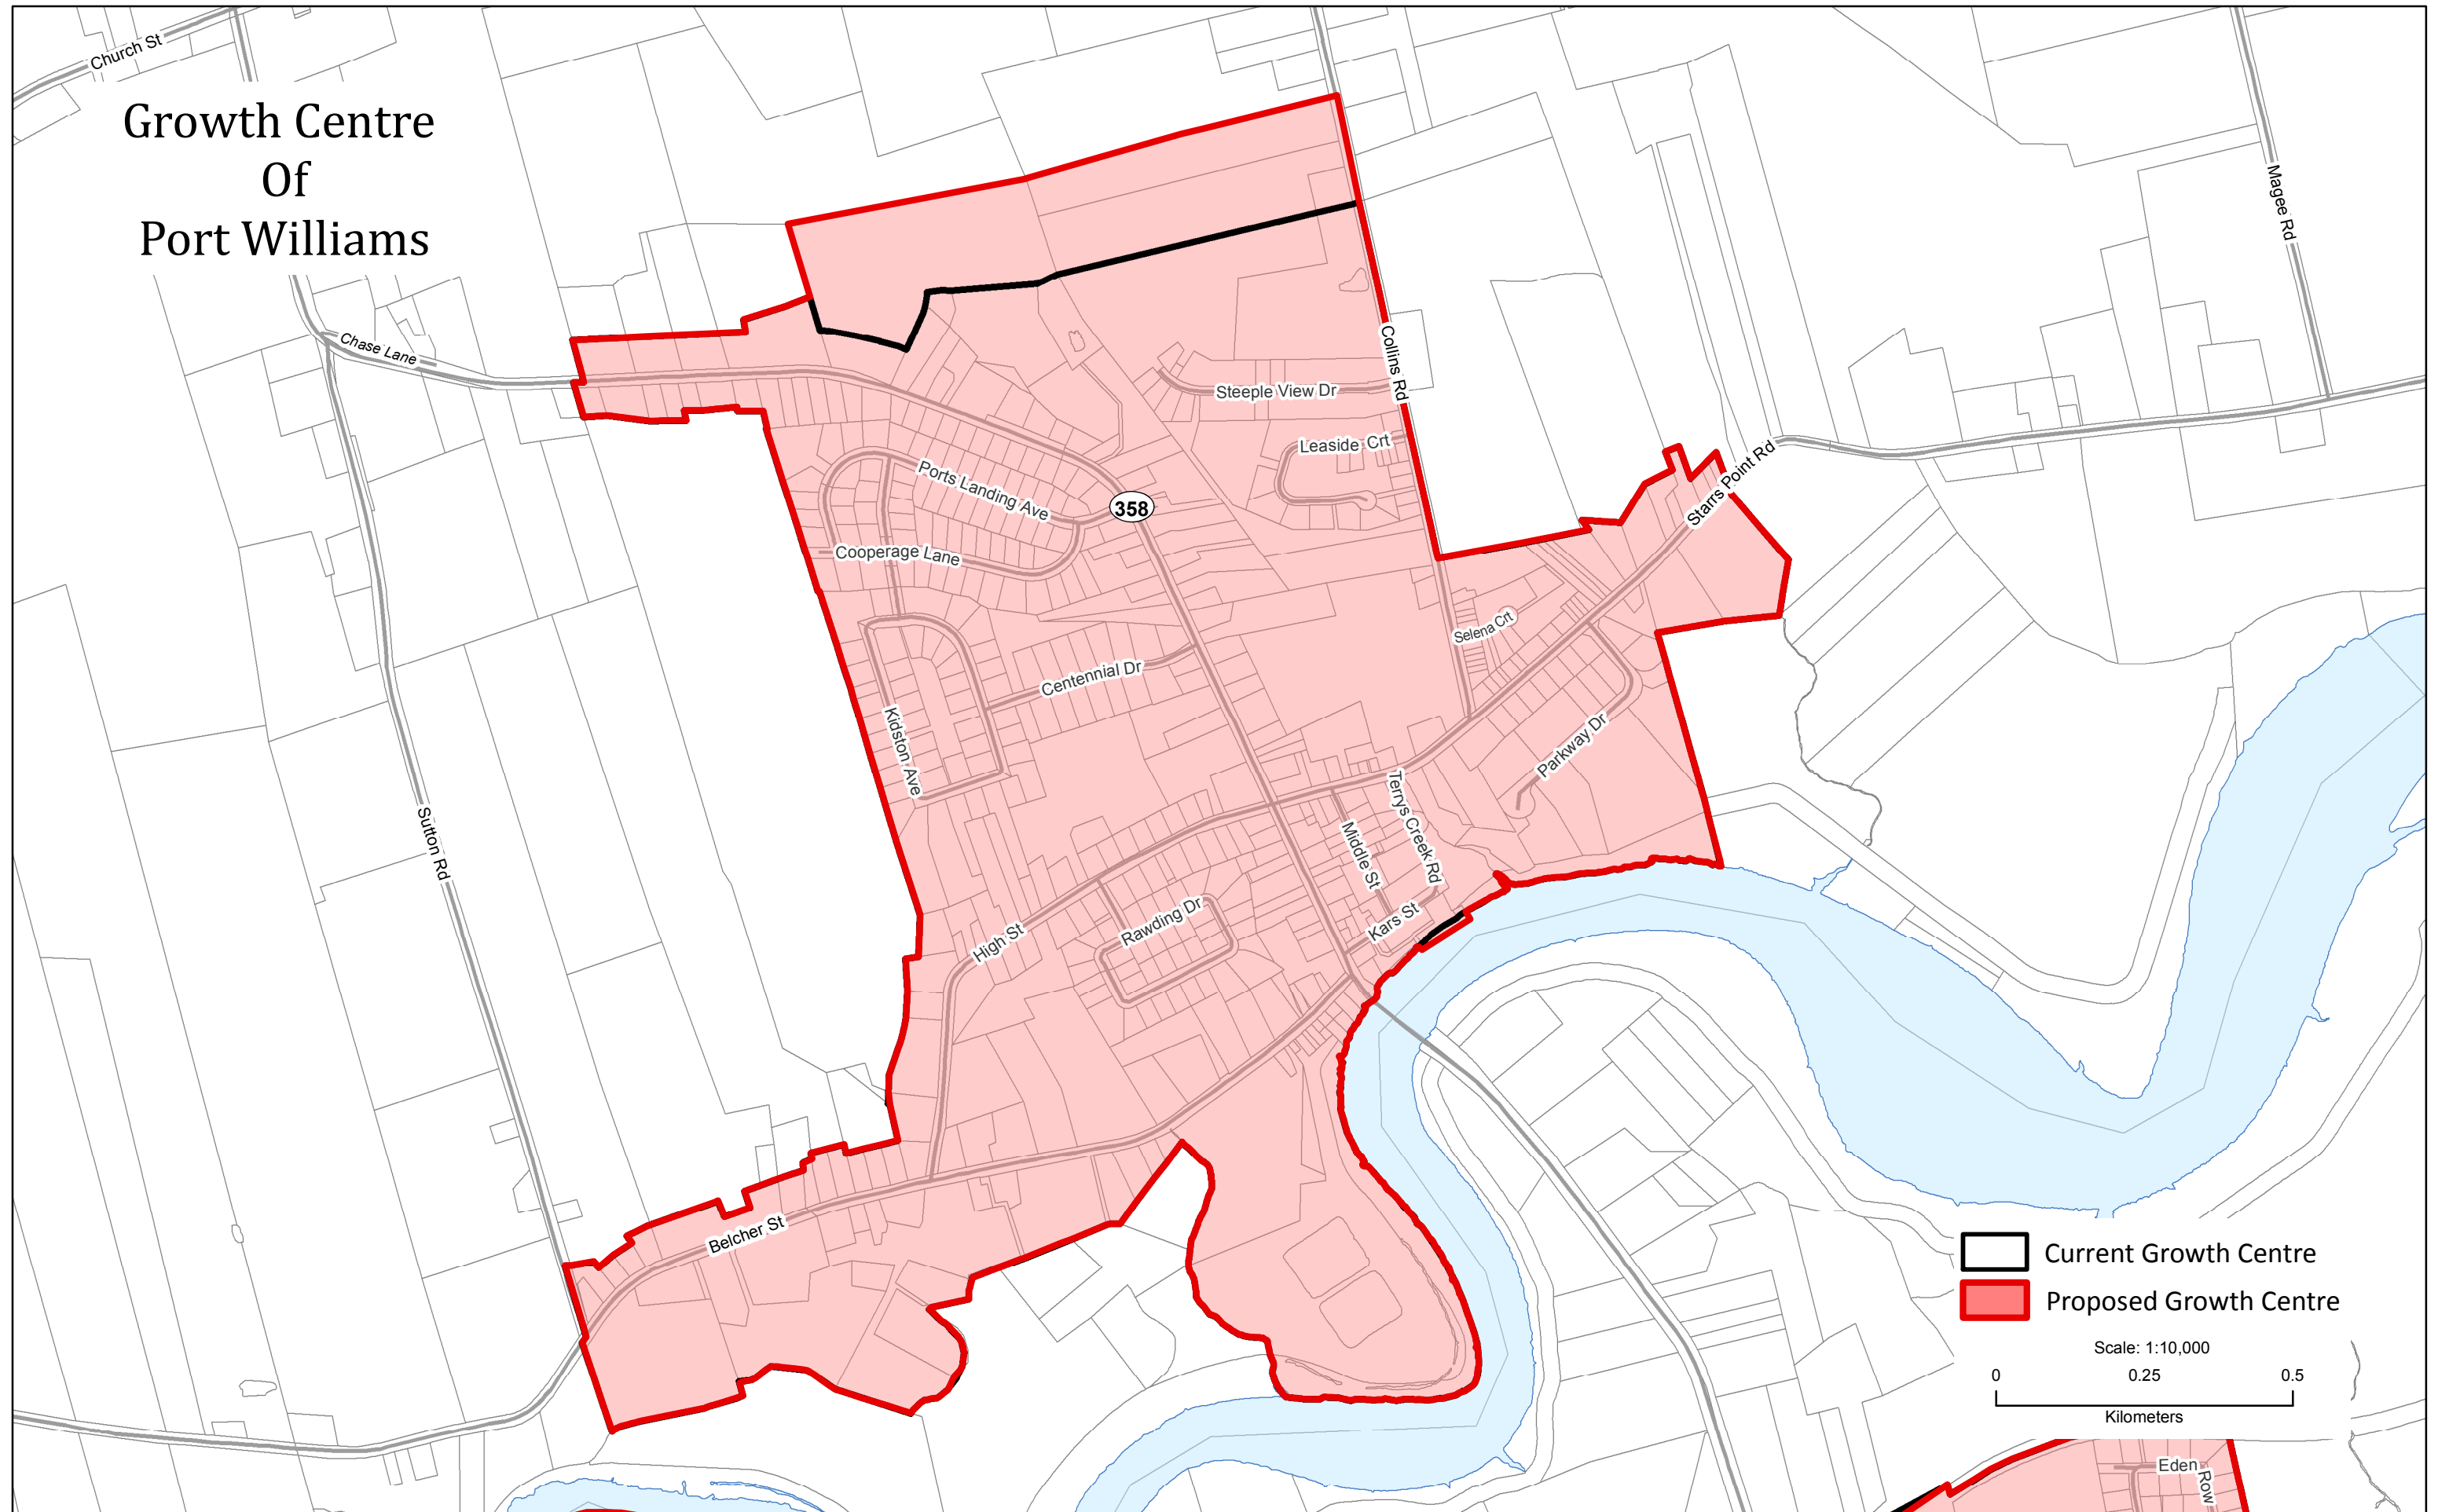 Church St
Growth Centre
Of
Port Williams
Magee Rd
Chase Lane
Collins Rd
Steeple View Dr
Leaside Crt
Starrs Point Rd
Ports Landing Ave
358
Cooperage Lane
Selena Crt
Centennial Dr
Kidston Ave
Parkway Dr
Terrys Creek Rd
Middle St
Sutton Rd
Rawding Dr
Kars St
High St
Belcher St
Current Growth Centre
Proposed Growth Centre
Scale: 1:10,000
0 0.25 0.5
Kilometers
Eden Row